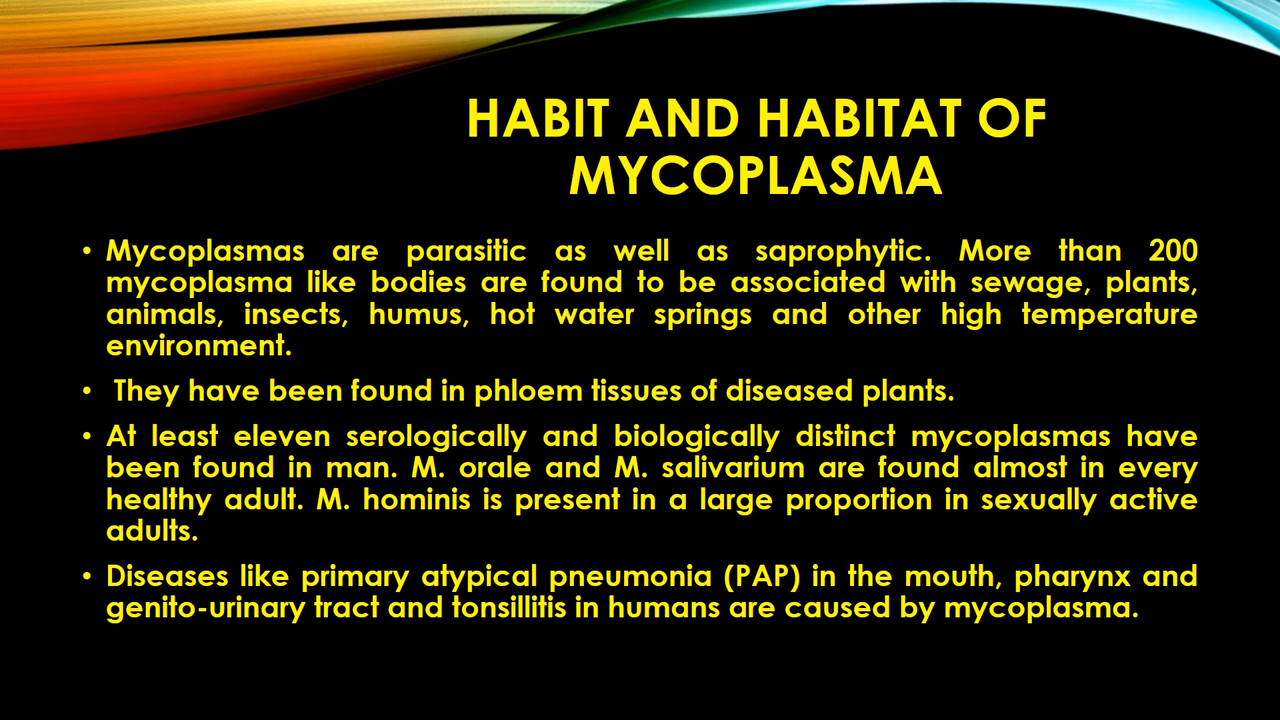 HABIT AND HABITAT OF
MYCOPLASMA
• Mycoplasmas are parasitic as well as saprophytic. More than 200
mycoplasma like bodies are found to be associated with sewage, plants,
animals, insects, humus, hot water springs and other high temperature
environment.
• They have been found in phloem tissues of diseased plants.
• At least eleven serologically and biologically distinct mycoplasmas have
been found in man. M. orale and M. salivarium are found almost in every
healthy adult. M. hominis is present in a large proportion in sexually active
adults.
• Diseases like primary atypical pneumonia (PAP) in the mouth, pharynx and
genito-urinary tract and tonsillitis in humans are caused by mycoplasma.